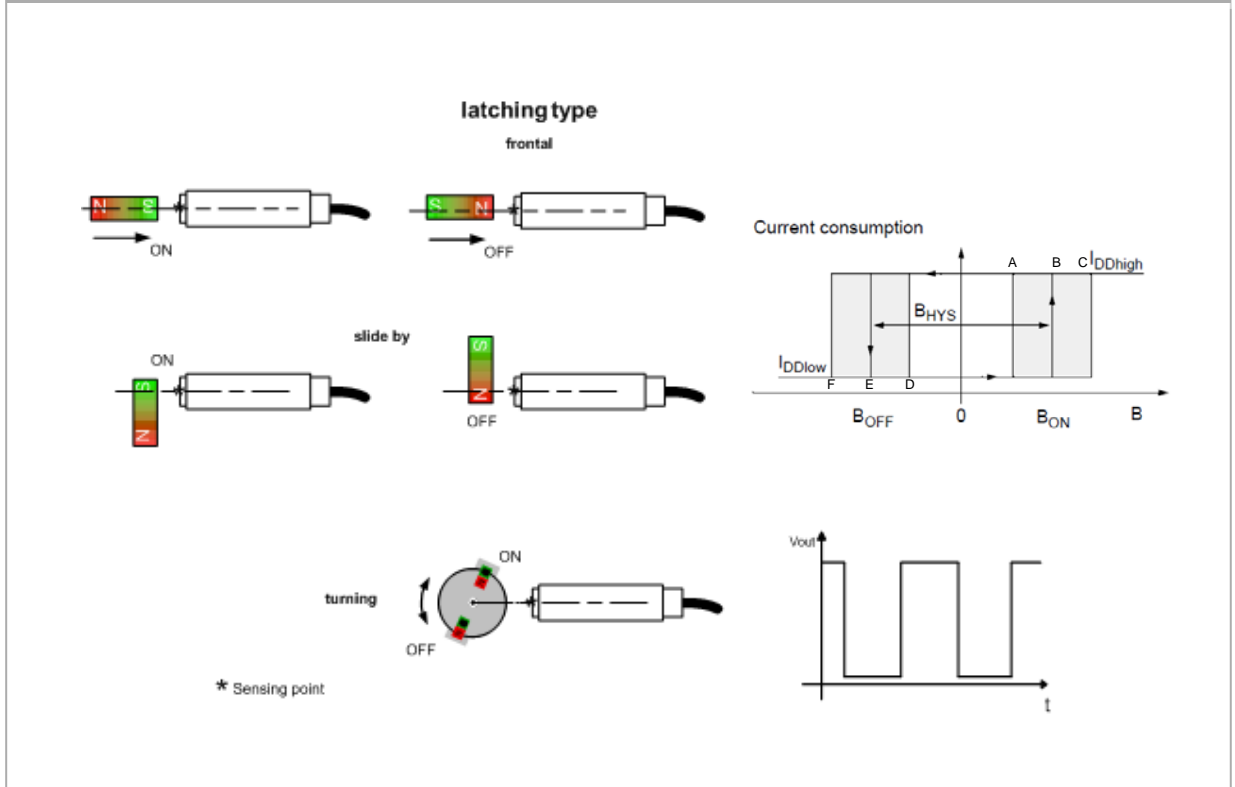 latching type
frontal
N S
ON
S N
OFF
slide by
ON
S
N
S
N
OFF
turning
ON
OFF
* Sensing point
Current consumption
A B C IDDhigh
BHYS
IDDlow
F E D
BOFF 0 BON B
Vout
t